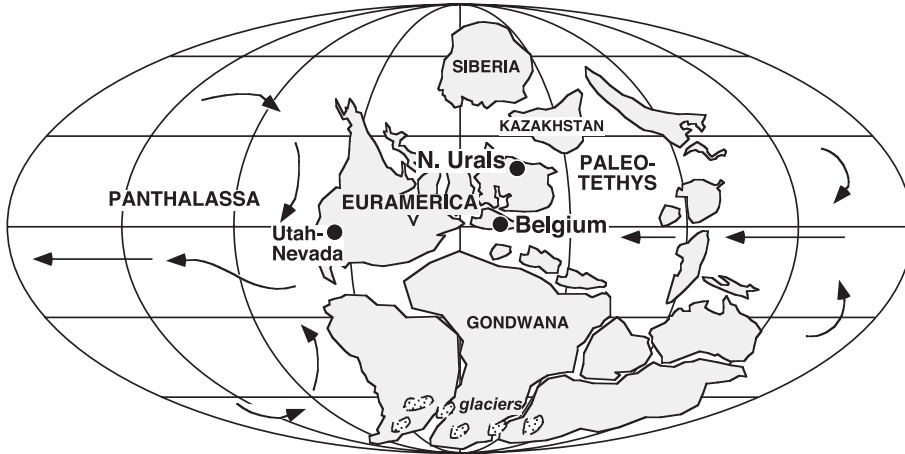 SIBERIA
KAZAKHSTAN
N. Urals
PALEO-
TETHYS
PANTHALASSA
EURAMERICA
Utah-
Nevada
Belgium
GONDWANA
glaciers